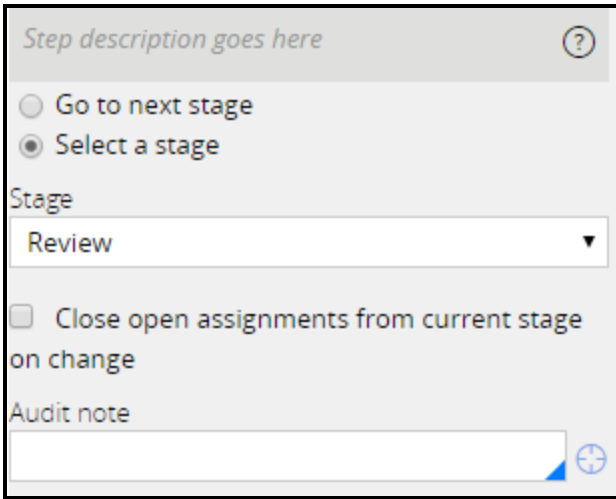 Step description goes here
?
Go to next stage
Select a stage
Stage
Review
Close open assignments from current stage
on change
Audit note